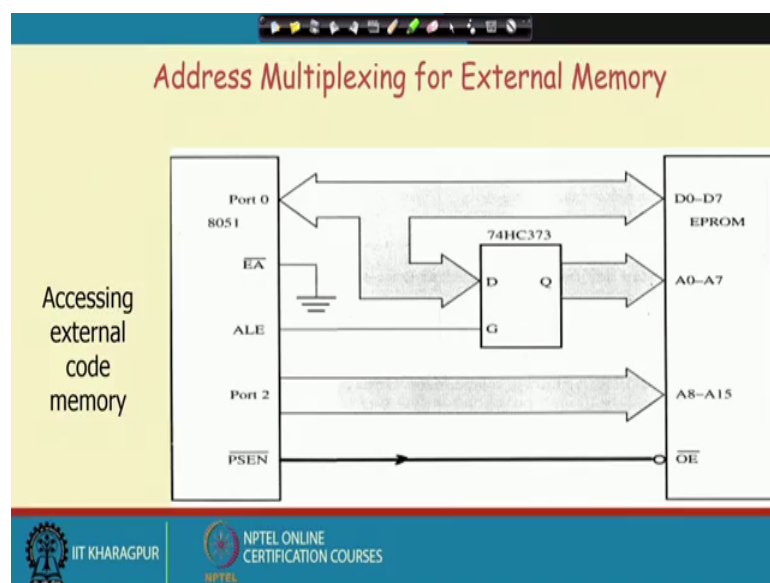 Address Multiplexing for External Memory
Port 0
8051
EA
ALE
Port 2
PSEN
74HC373
D Q
G
D0–D7
EPROM
A0–A7
A8–A15
OE
Accessing
external
code
memory
IIT KHARAGPUR
NPTEL
NPTEL ONLINE
CERTIFICATION COURSES